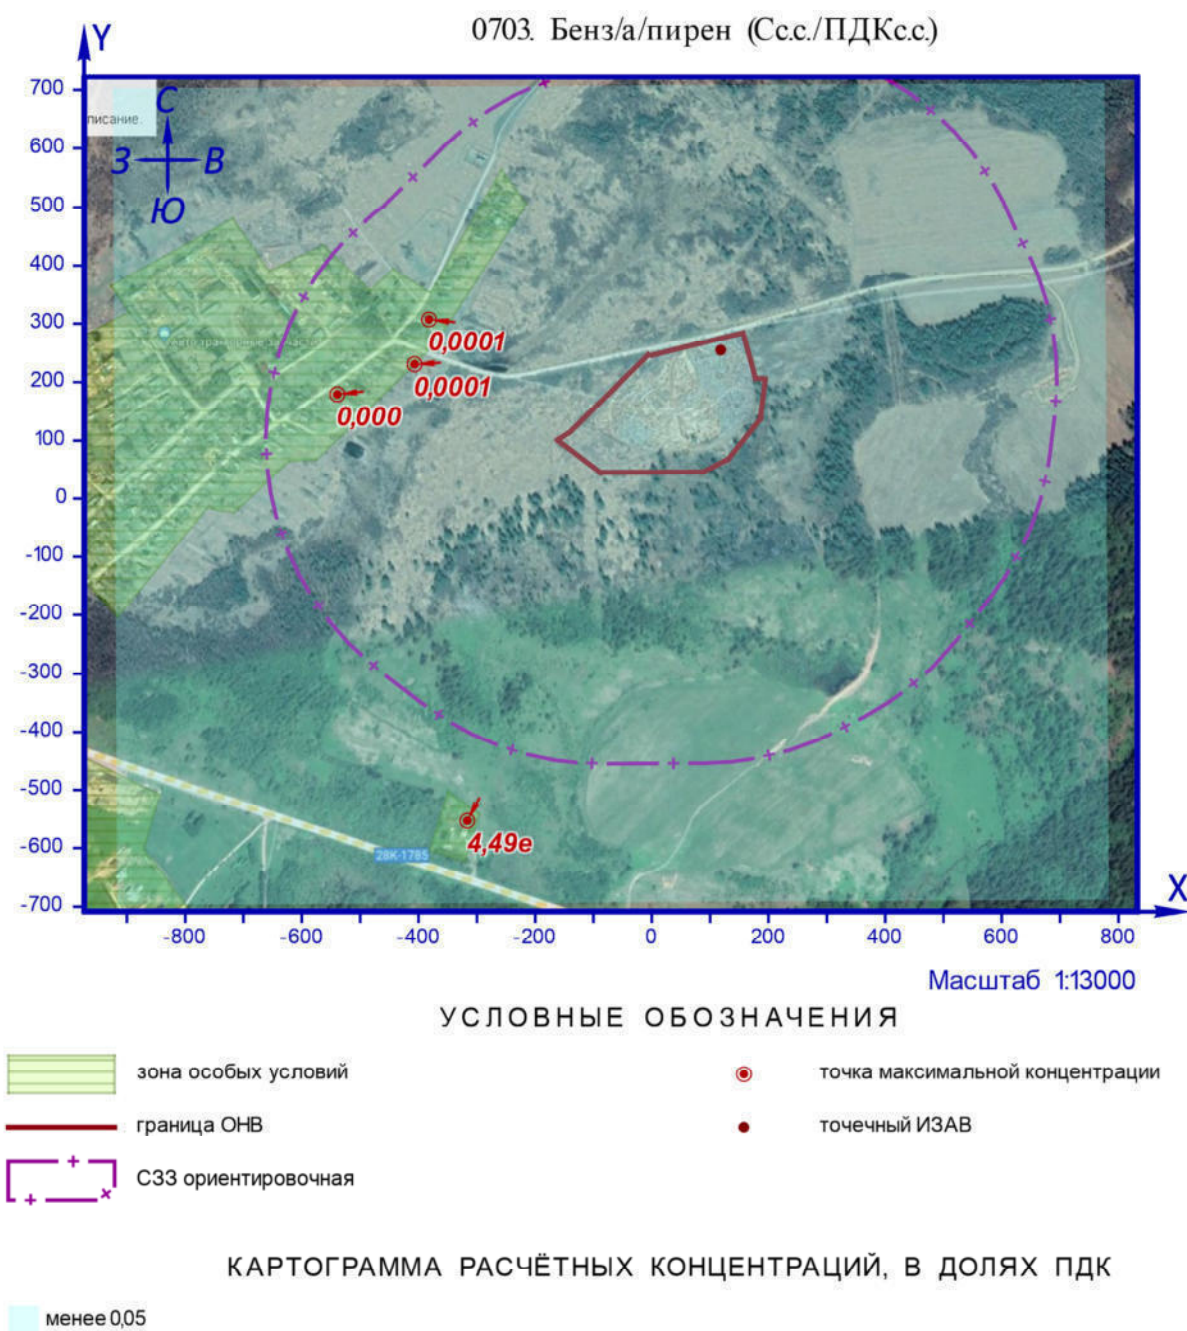 0703. Бенз/а/пирен (Сс.с./ПДКс.с.)
Y
700
писание.
С
600
З
В
500
Ю
400
300
0,0001
200
0,0001
0,000
100
0
-100
-200
-300
-400
-500
4,49e
-600
28К-1785
-700
X
-800
-600
-400
-200
0
200
400
600
800
Масштаб 1:13000
УСЛОВНЫЕ ОБОЗНАЧЕНИЯ
зона особых условий
точка максимальной концентрации
граница ОНВ
точечный ИЗАВ
СЗЗ ориентировочная
КАРТОГРАММА РАСЧЁТНЫХ КОНЦЕНТРАЦИЙ, В ДОЛЯХ ПДК
менее 0,05